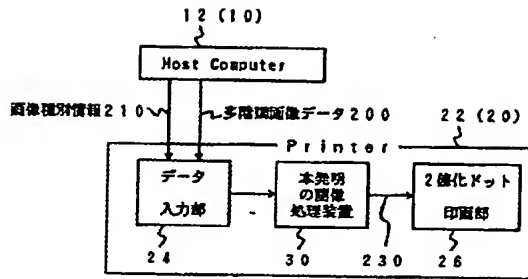 12(10)
Host Computer
画像種別情報210
多階調画像データ200
22(20)
Printer
データ
入力部
本発明
の画像
処理装置
2値化ドット
印画部
24
30
230
26